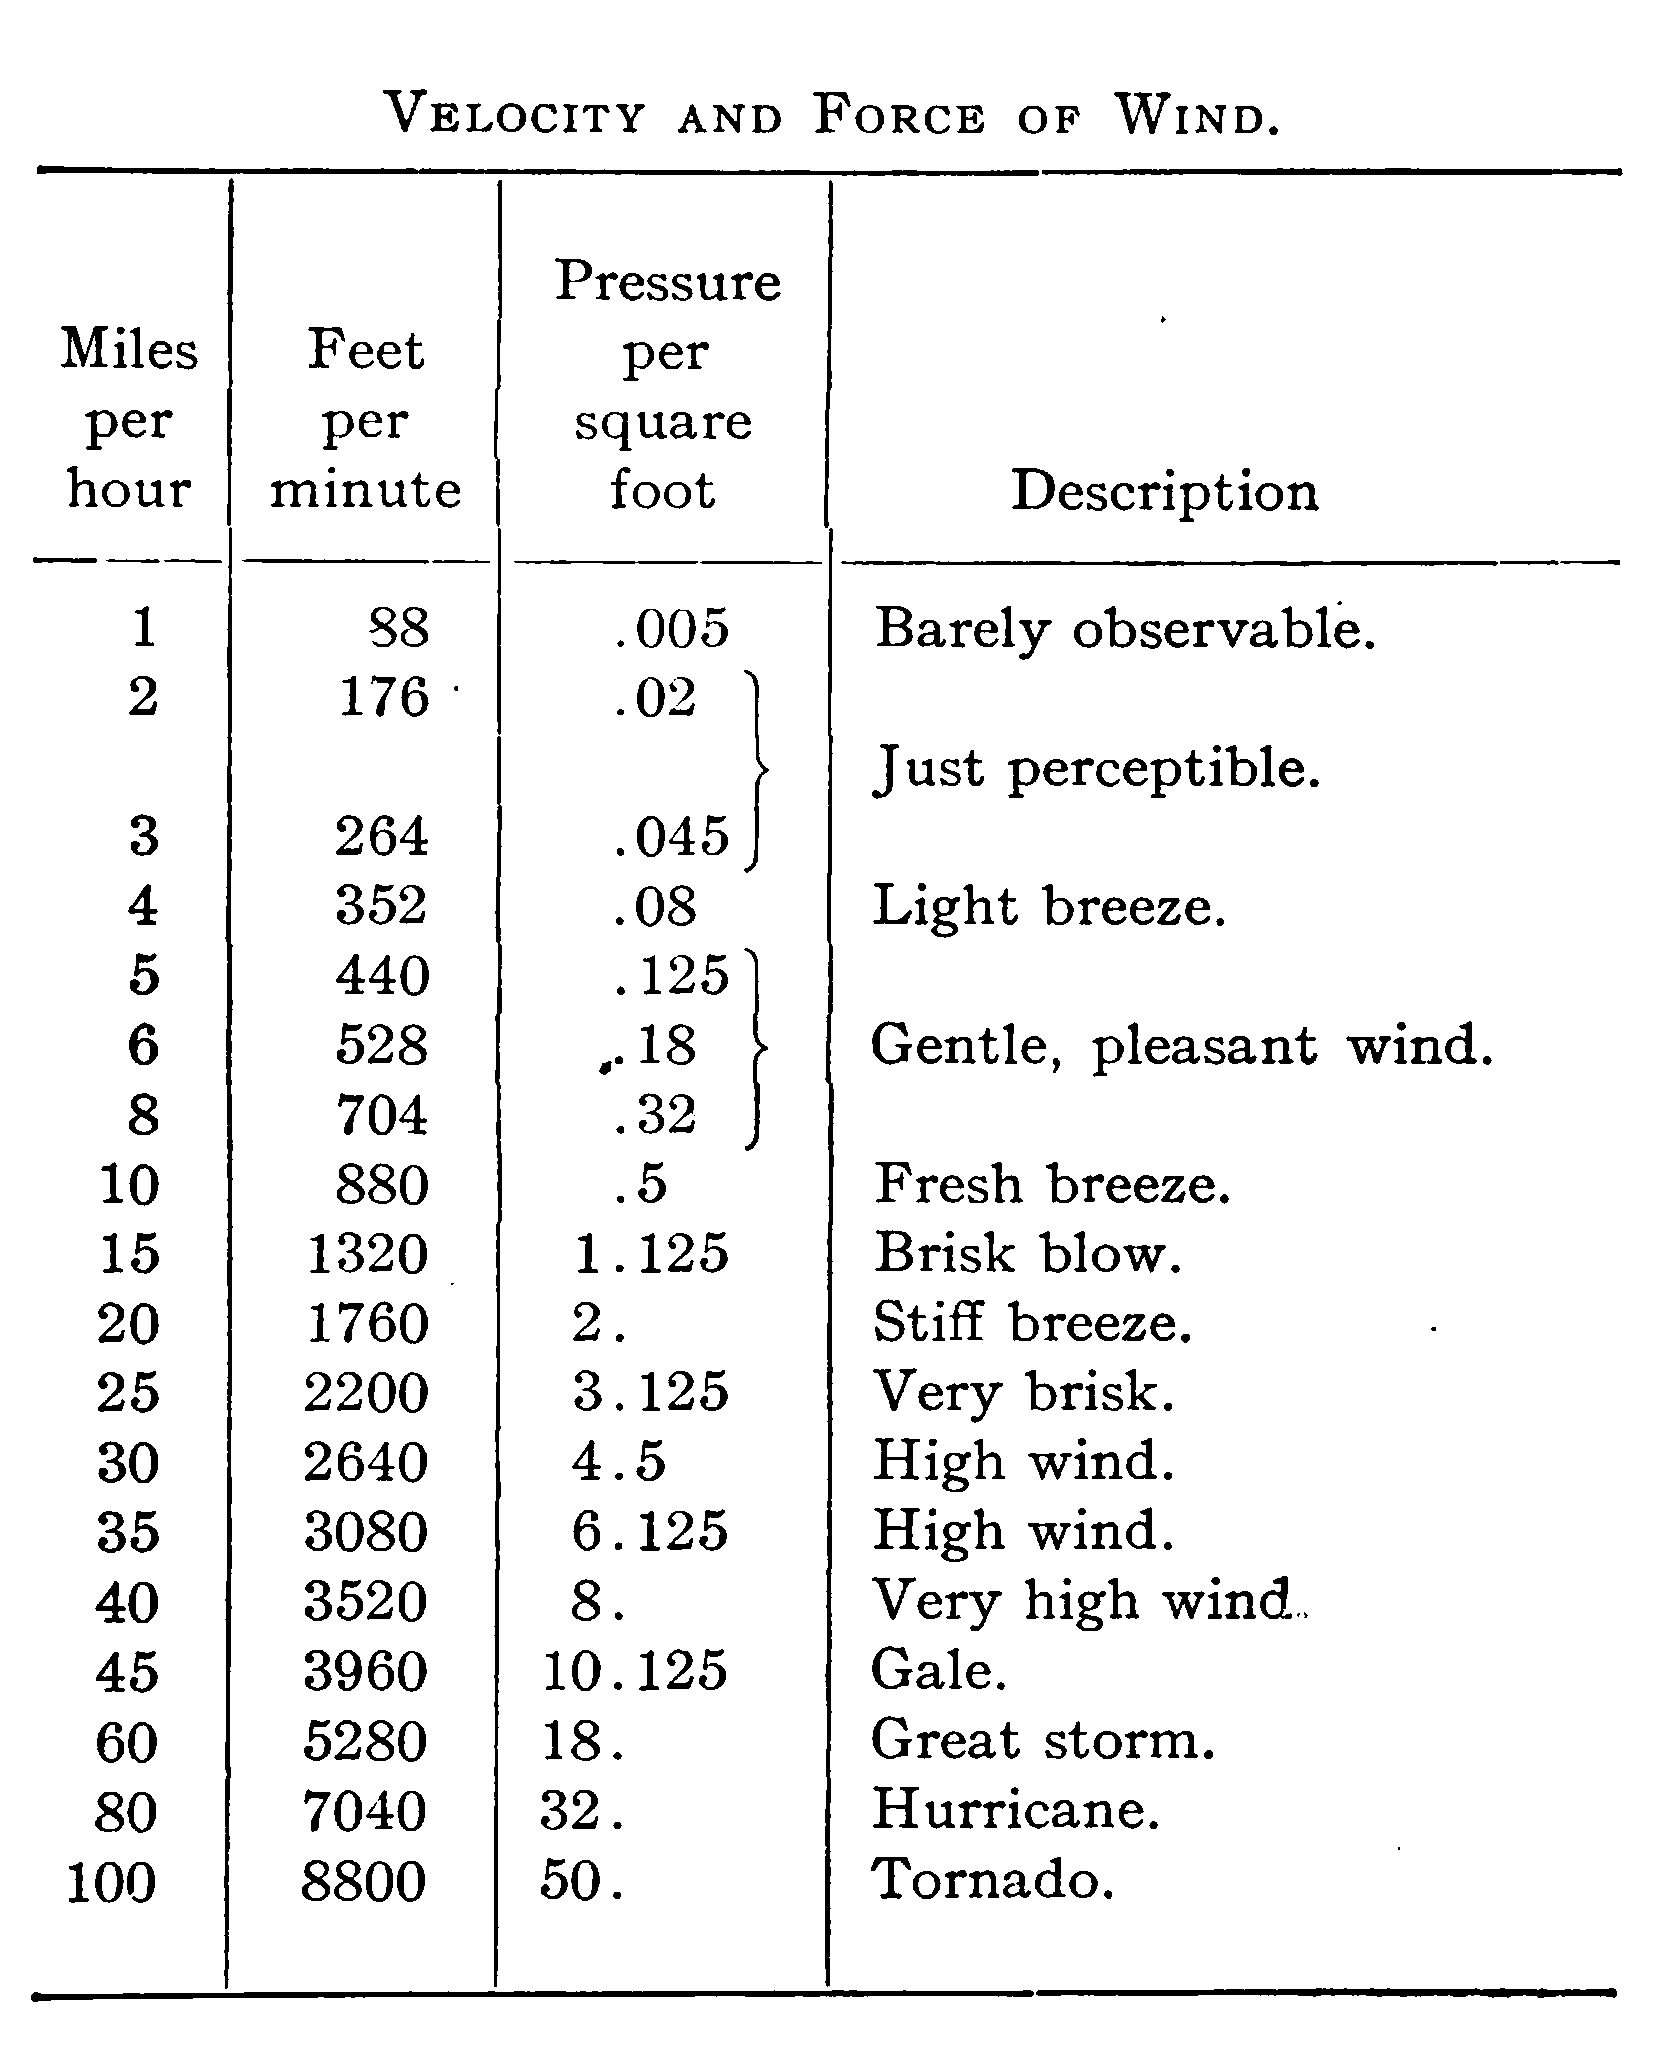 VELOCITY AND FORCE OF WIND.
Miles per hour | Feet per minute | Pressure per square foot | Description
1 88 .005 Barely observable.
2 176 .02
Just perceptible.
3 264 .045
4 352 .08 Light breeze.
5 440 .125
6 528 .18 Gentle, pleasant wind.
8 704 .32
10 880 .5 Fresh breeze.
15 1320 1.125 Brisk blow.
20 1760 2. Stiff breeze.
25 2200 3.125 Very brisk.
30 2640 4.5 High wind.
35 3080 6.125 High wind.
40 3520 8. Very high wind.
45 3960 10.125 Gale.
60 5280 18. Great storm.
80 7040 32. Hurricane.
100 8800 50. Tornado.